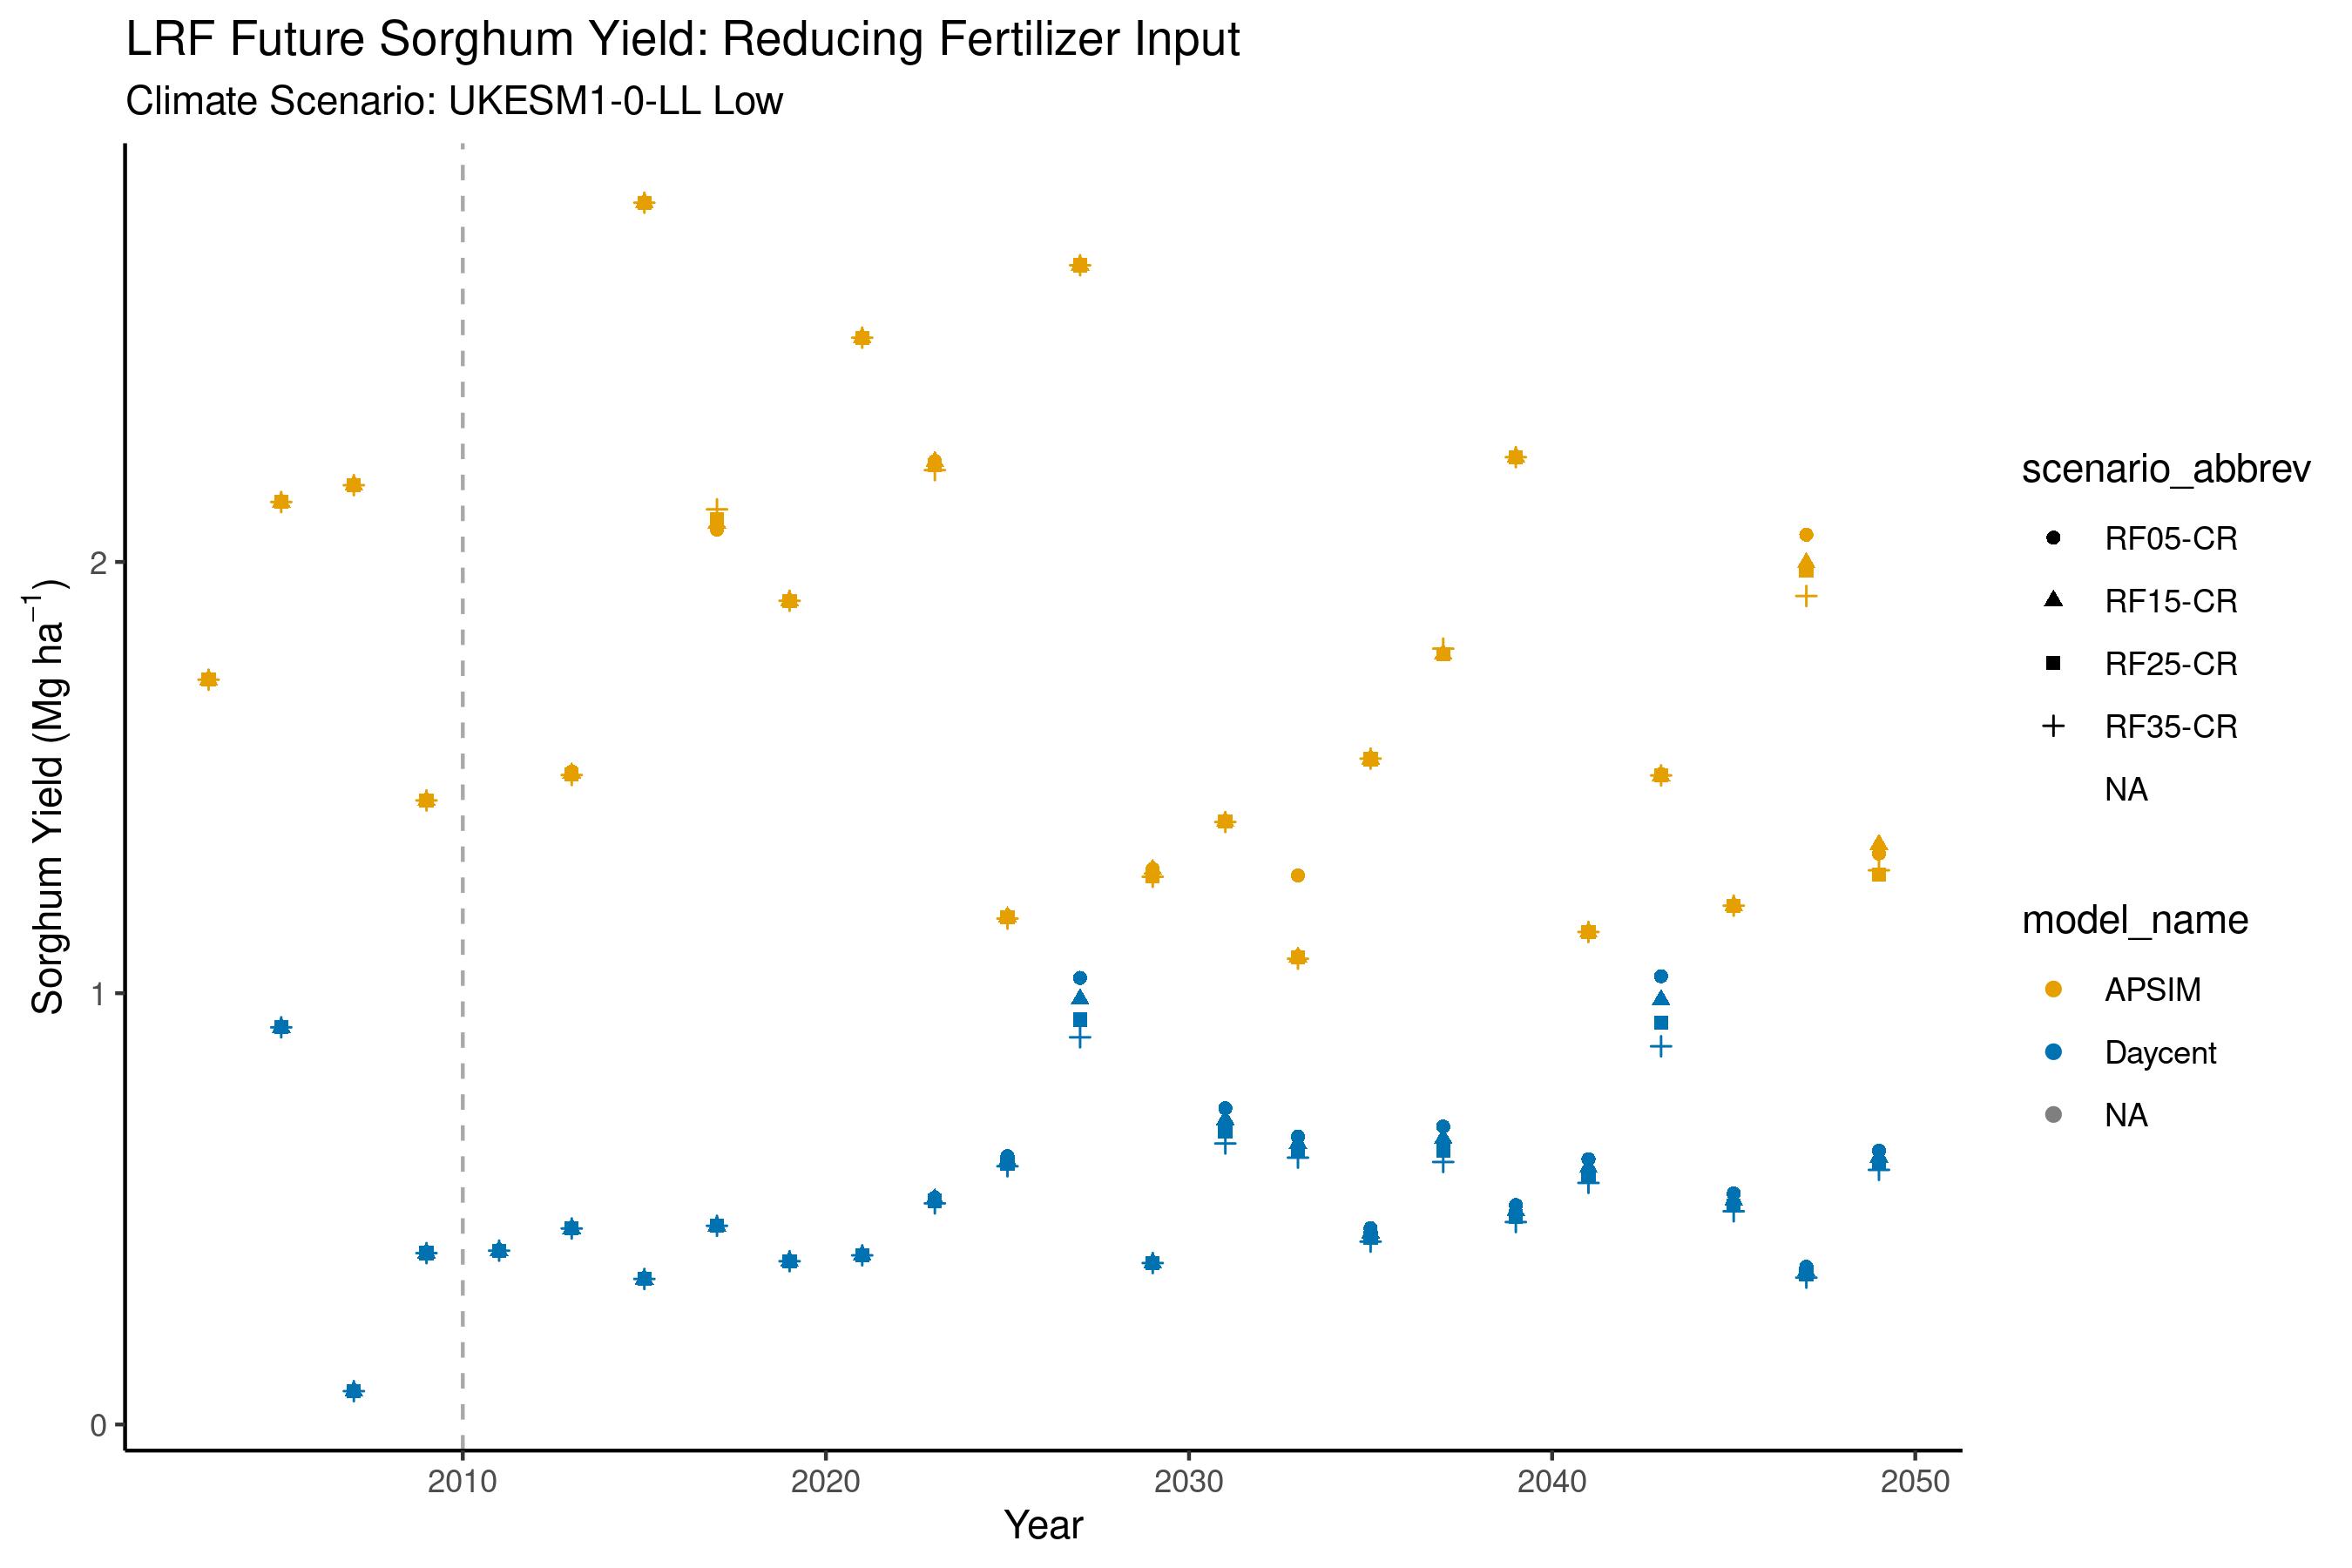 LRF Future Sorghum Yield: Reducing Fertilizer Input
Climate Scenario: UKESM1-0-LL Low
Sorghum Yield (Mg ha⁻¹)
2
1
0
2010
2020
2030
2040
2050
Year
scenario_abbrev
RF05-CR
RF15-CR
RF25-CR
RF35-CR
NA
model_name
APSIM
Daycent
NA